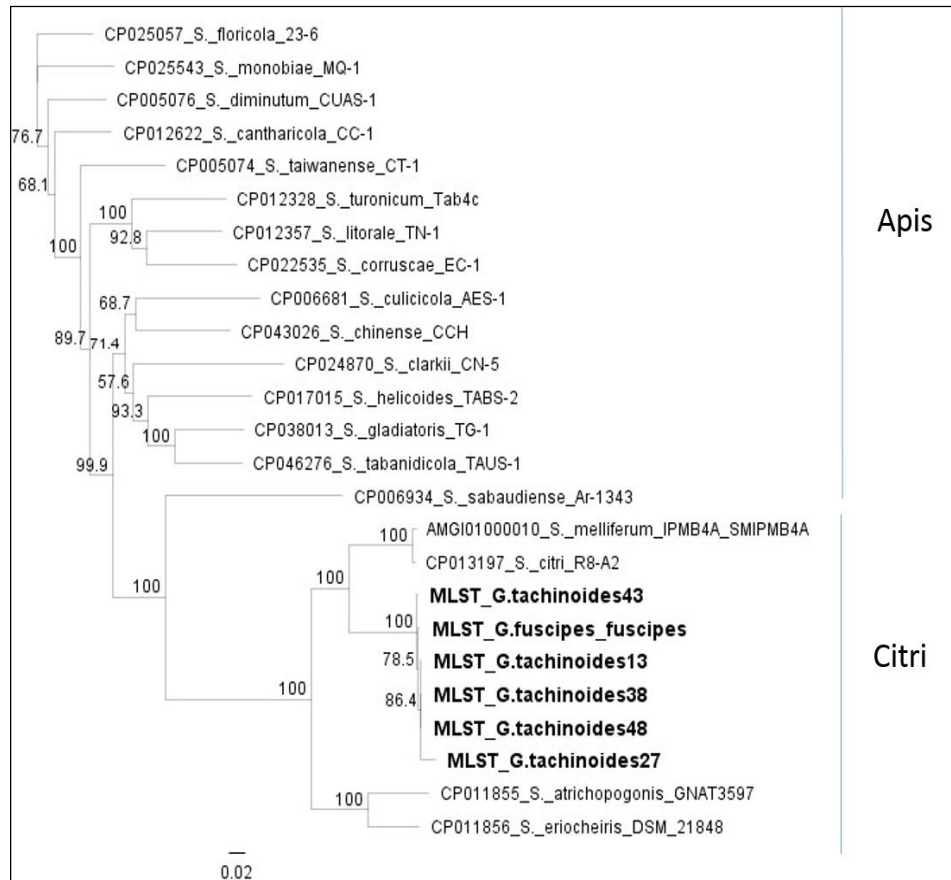 CP025057_S._floricola_23-6
CP025543_S._monobiae_MQ-1
CP005076_S._diminutum_CUAS-1
76.7
CP012622_S._cantharicola_CC-1
CP005074_S._taiwanense_CT-1
68.1
CP012328_S._turonicum_Tab4c
100
Apis
CP012357_S._litorale_TN-1
92.8
100
CP022535_S._corruscae_EC-1
CP006681_S._culicicola_AES-1
68.7
CP043026_S._chinense_CCH
89.7
71.4
CP024870_S._clarkii_CN-5
57.6
CP017015_S._helicoides_TABS-2
93.3
CP038013_S._gladiatoris_TG-1
100
CP046276_S._tabanidicola_TAUS-1
99.9
CP006934_S._sabaudiense_Ar-1343
AMGI01000010_S._melliferum_IPMB4A_SMIPMB4A
100
CP013197_S._citri_R8-A2
100
100
MLST_G.tachinoides43
100
MLST_G.fuscipes_fuscipes
78.5
MLST_G.tachinoides13
Citri
100
86.4
MLST_G.tachinoides38
MLST_G.tachinoides48
MLST_G.tachinoides27
CP011855_S._atrichopogonis_GNAT3597
100
CP011856_S._eriocheiris_DSM_21848
0.02